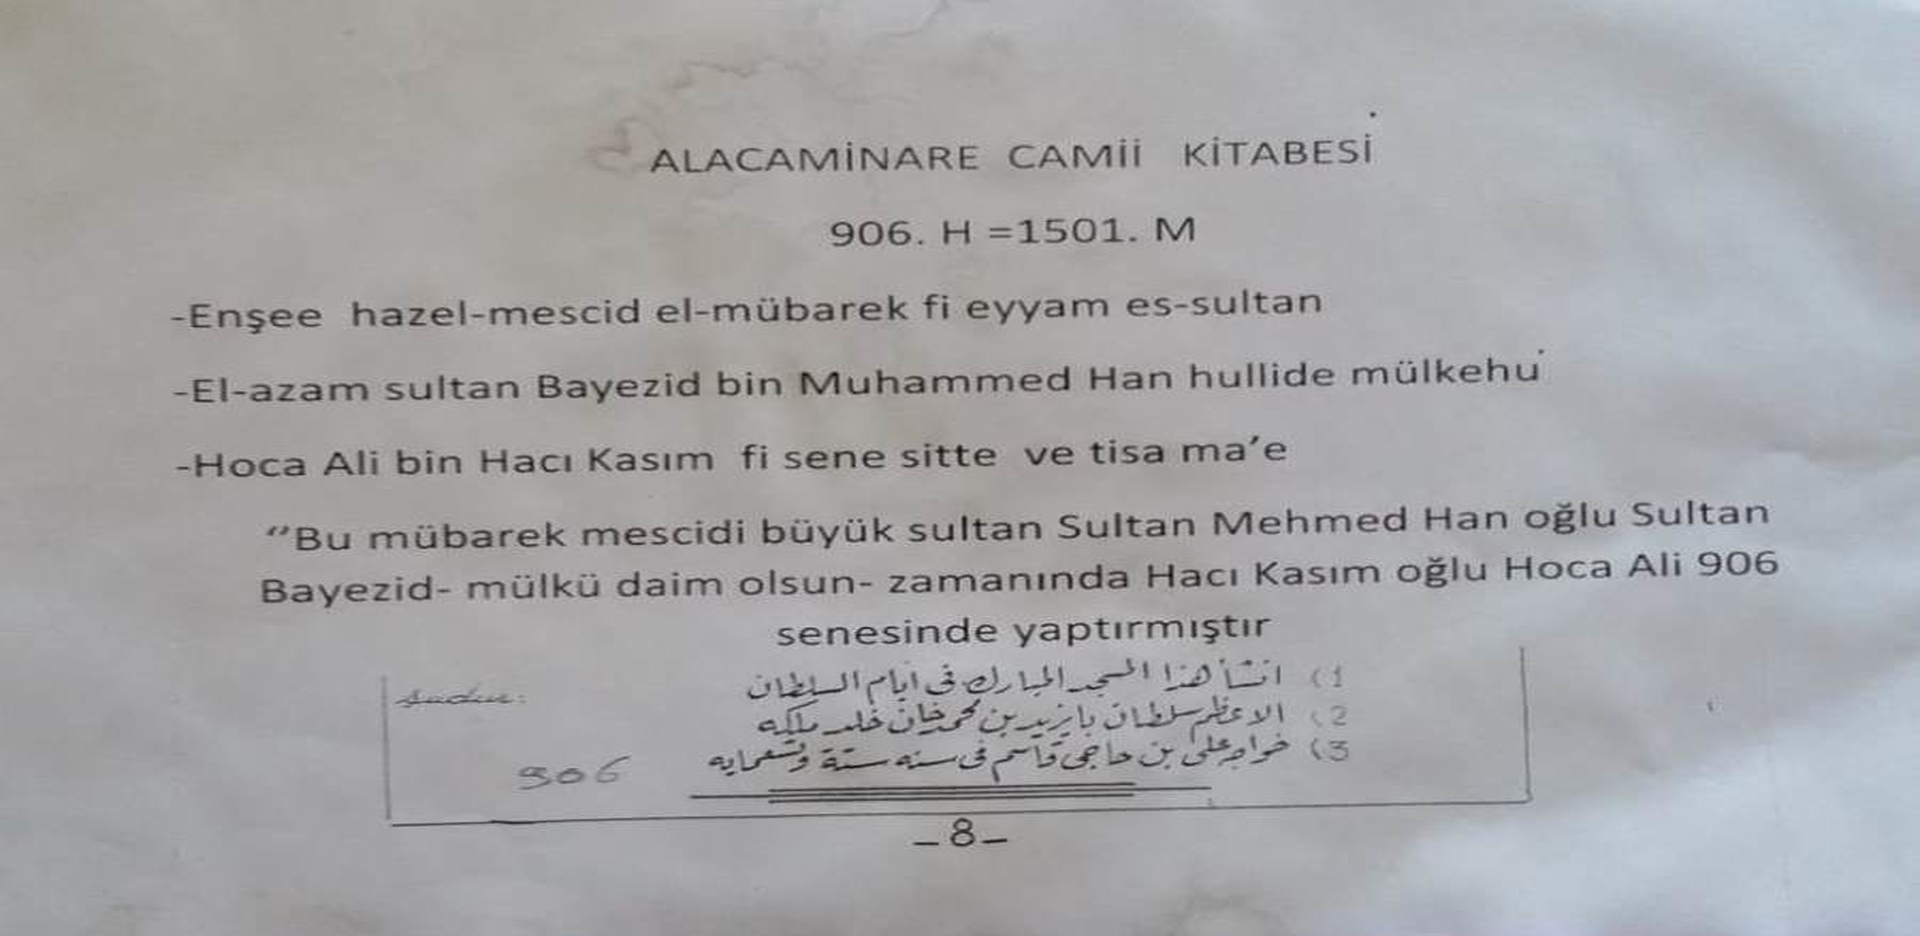 ALACAMİNARE CAMİİ KİTABESİ
906. H =1501. M
-Enşee hazel-mescid el-mübarek fi eyyam es-sultan
-El-azam sultan Bayezid bin Muhammed Han hullide mülkehu
-Hoca Ali bin Hacı Kasım fi sene sitte ve tisa ma’e
“Bu mübarek mescidi büyük sultan Sultan Mehmed Han oğlu Sultan
Bayezid- mülkü daim olsun- zamanında Hacı Kasım oğlu Hoca Ali 906
senesinde yaptırmıştır
1) انشأ هذا المسجد المبارك فى ايام السلطان
2) الاعظم سلطان بايزيد بن محمد خان خلد ملكه
3) خواجه على بن حاجى قاسم فى سنه ستة وتسعمايه
906
–8–